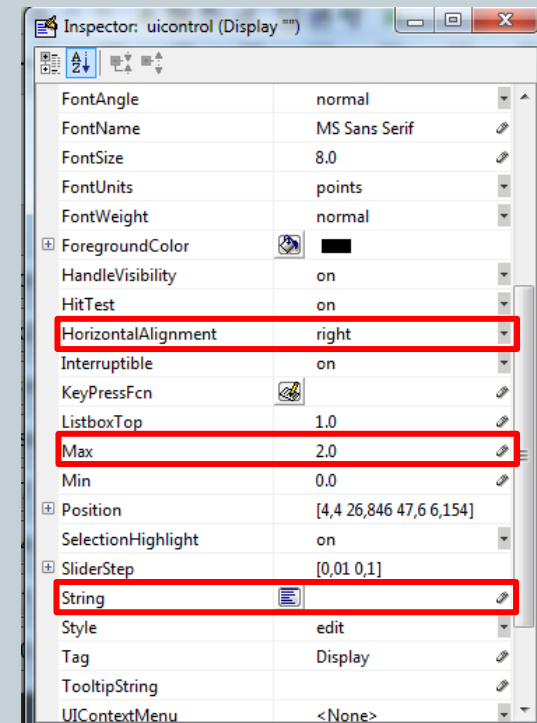 Inspector: uicontrol (Display "")
FontAngle normal
FontName MS Sans Serif
FontSize 8.0
FontUnits points
FontWeight normal
ForegroundColor
HandleVisibility on
HitTest on
HorizontalAlignment right
Interruptible on
KeyPressFcn
ListboxTop 1.0
Max 2.0
Min 0.0
Position [4,4 26,846 47,6 6,154]
SelectionHighlight on
SliderStep [0,01 0,1]
String
Style edit
Tag Display
TooltipString
UIContextMenu <None>